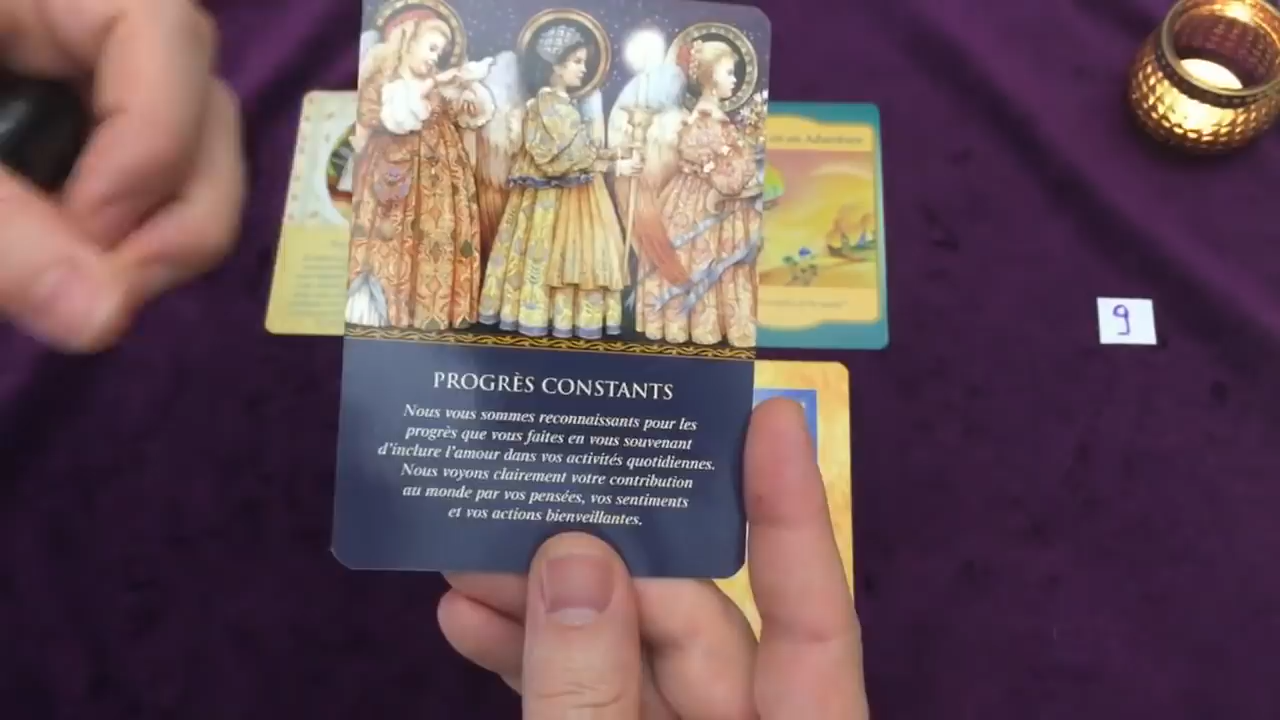 an Adventure
9
PROGRÈS CONSTANTS
Nous vous sommes reconnaissants pour les
progrès que vous faites en vous souvenant
d'inclure l'amour dans vos activités quotidiennes.
Nous voyons clairement votre contribution
au monde par vos pensées, vos sentiments
et vos actions bienveillantes.